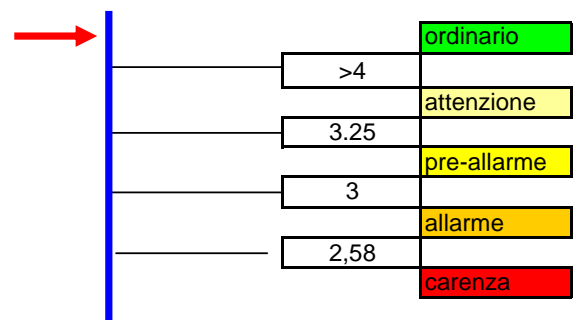 ordinario
>4
attenzione
3.25
pre-allarme
3
allarme
2,58
carenza